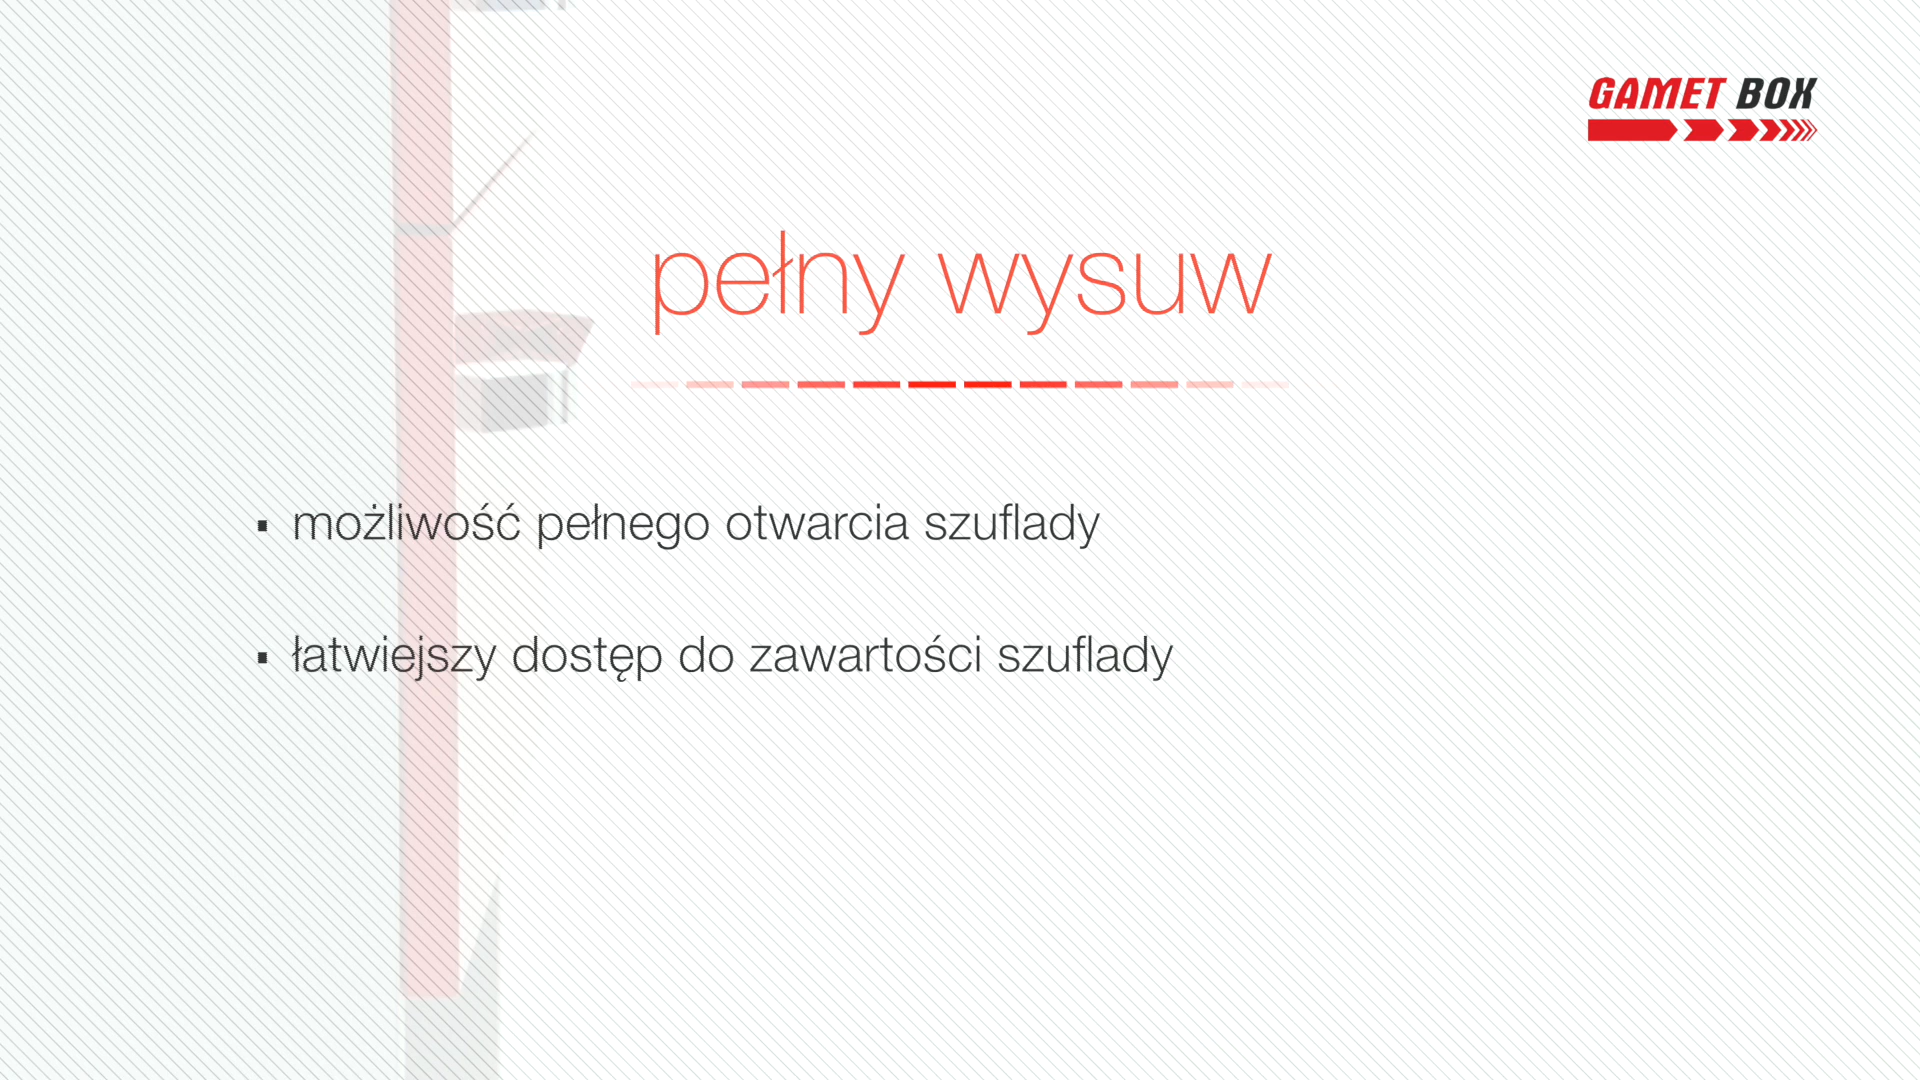 GAMET BOX
pełny wysuw
▪ możliwość pełnego otwarcia szuflady
▪ łatwiejszy dostęp do zawartości szuflady